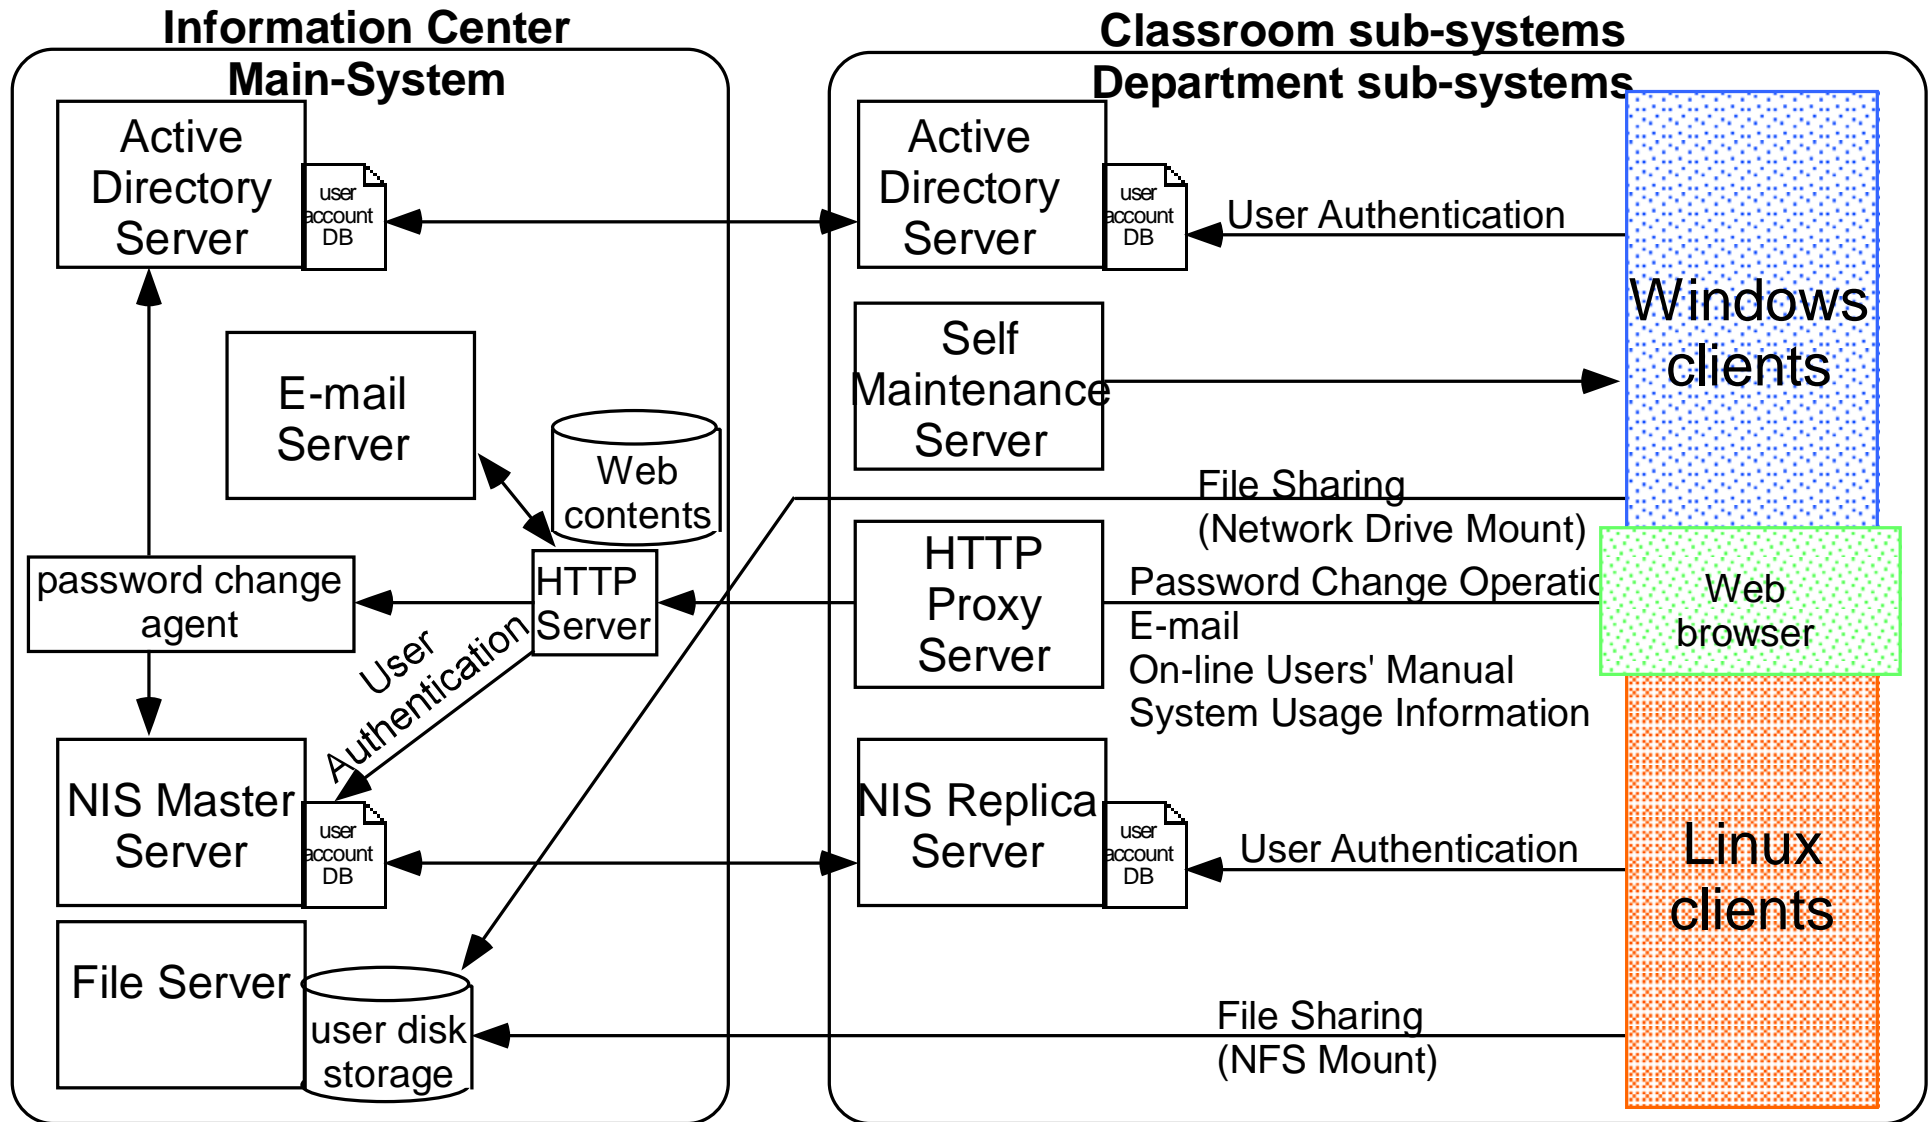 Information Center
Main-System
Active
Directory
Server
user
account
DB
E-mail
Server
Web
contents
password change
agent
HTTP
Server
User
Authentication
NIS Master
Server
user
account
DB
File Server
user disk
storage
Classroom sub-systems
Department sub-systems
Active
Directory
Server
user
account
DB
User Authentication
Self
Maintenance
Server
Windows
clients
File Sharing
(Network Drive Mount)
HTTP
Proxy
Server
Password Change Operatio
E-mail
On-line Users' Manual
System Usage Information
Web
browser
NIS Replica
Server
user
account
DB
User Authentication
Linux
clients
File Sharing
(NFS Mount)